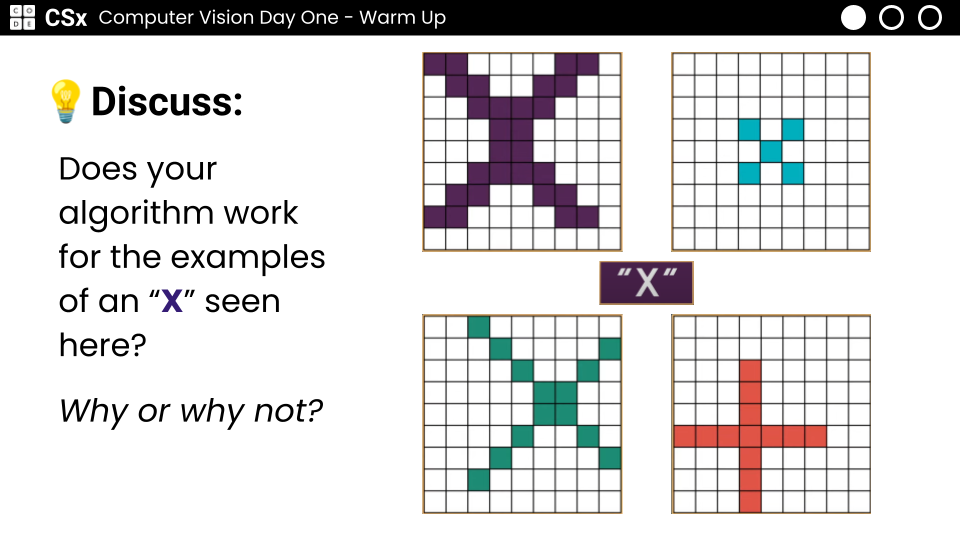 CODE CSx Computer Vision Day One - Warm Up
Discuss:
Does your
algorithm work
for the examples
of an “X” seen
here?
Why or why not?
"X"